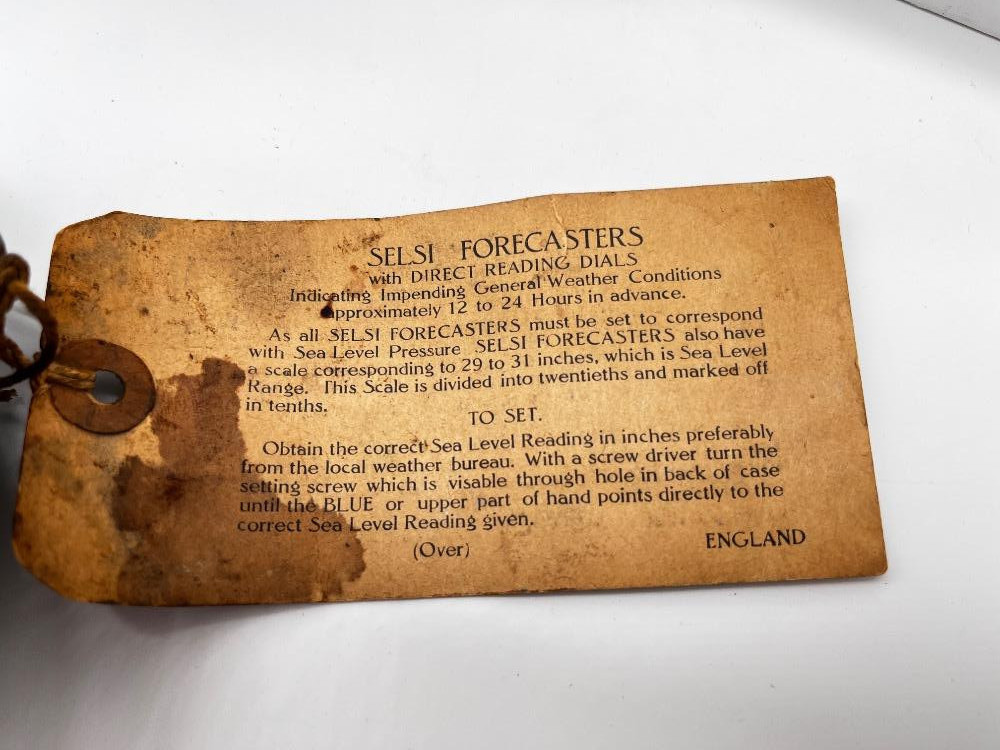 SELSI FORECASTERS
with DIRECT READING DIALS
Indicating Impending General Weather Conditions
approximately 12 to 24 Hours in advance.
As all SELSI FORECASTERS must be set to correspond
with Sea Level Pressure SELSI FORECASTERS also have
a scale corresponding to 29 to 31 inches, which is Sea Level
Range. This Scale is divided into twentieths and marked off
in tenths.
TO SET.
Obtain the correct Sea Level Reading in inches preferably
from the local weather bureau. With a screw driver turn the
setting screw which is visable through hole in back of case
until the BLUE or upper part of hand points directly to the
correct Sea Level Reading given.
(Over)
ENGLAND